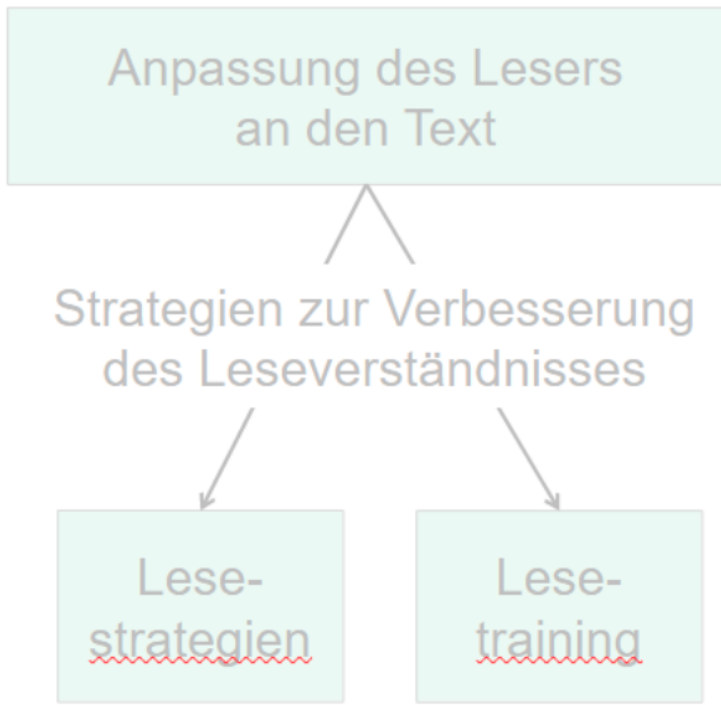 Anpassung des Lesers
an den Text
Strategien zur Verbesserung
des Leseverständnisses
Lese-
strategien
Lese-
training